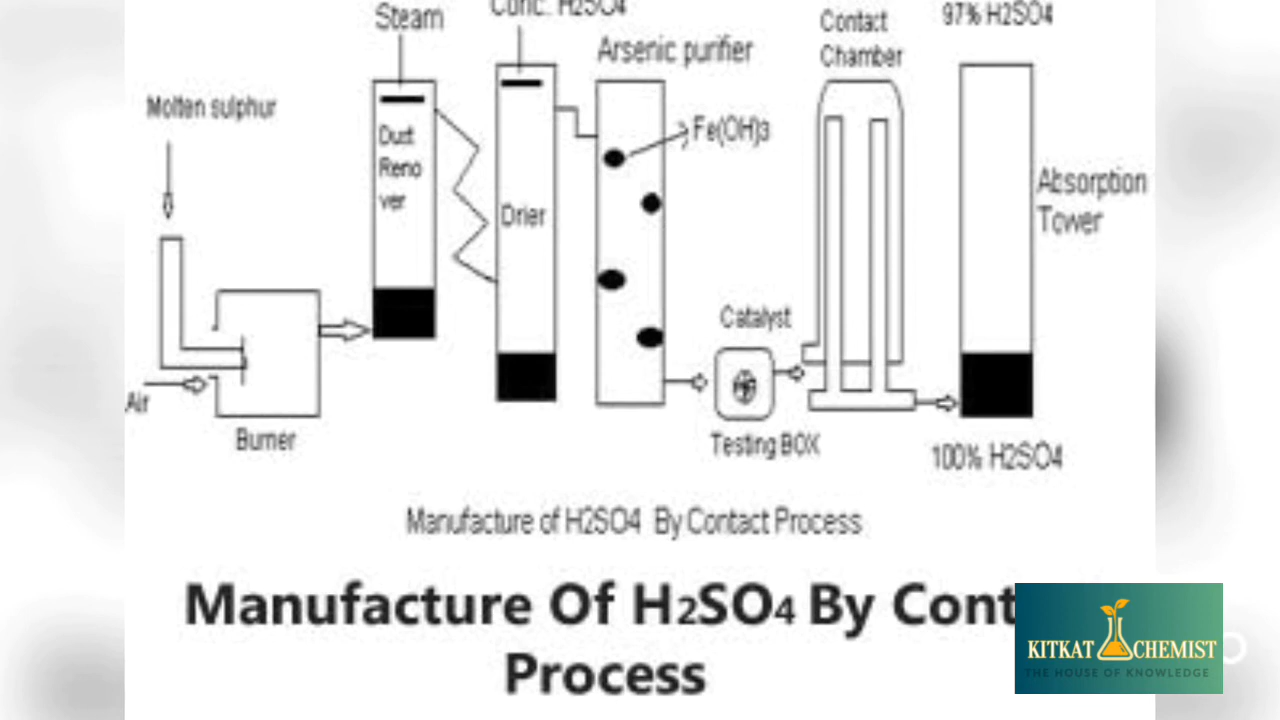 Steam
Conc. H2SO4
Contact
Chamber
97% H2SO4
Arsenic purifier
Molten sulphur
Dust
Reno
ver
Fe(OH)3
Drier
Absorption
Tower
Catalyst
Air
Burner
Testing BOX
100% H2SO4
Manufacture of H2SO4 By Contact Process
Manufacture Of H2SO4 By Cont
Process
KITKAT CHEMIST
THE HOUSE OF KNOWLEDGE